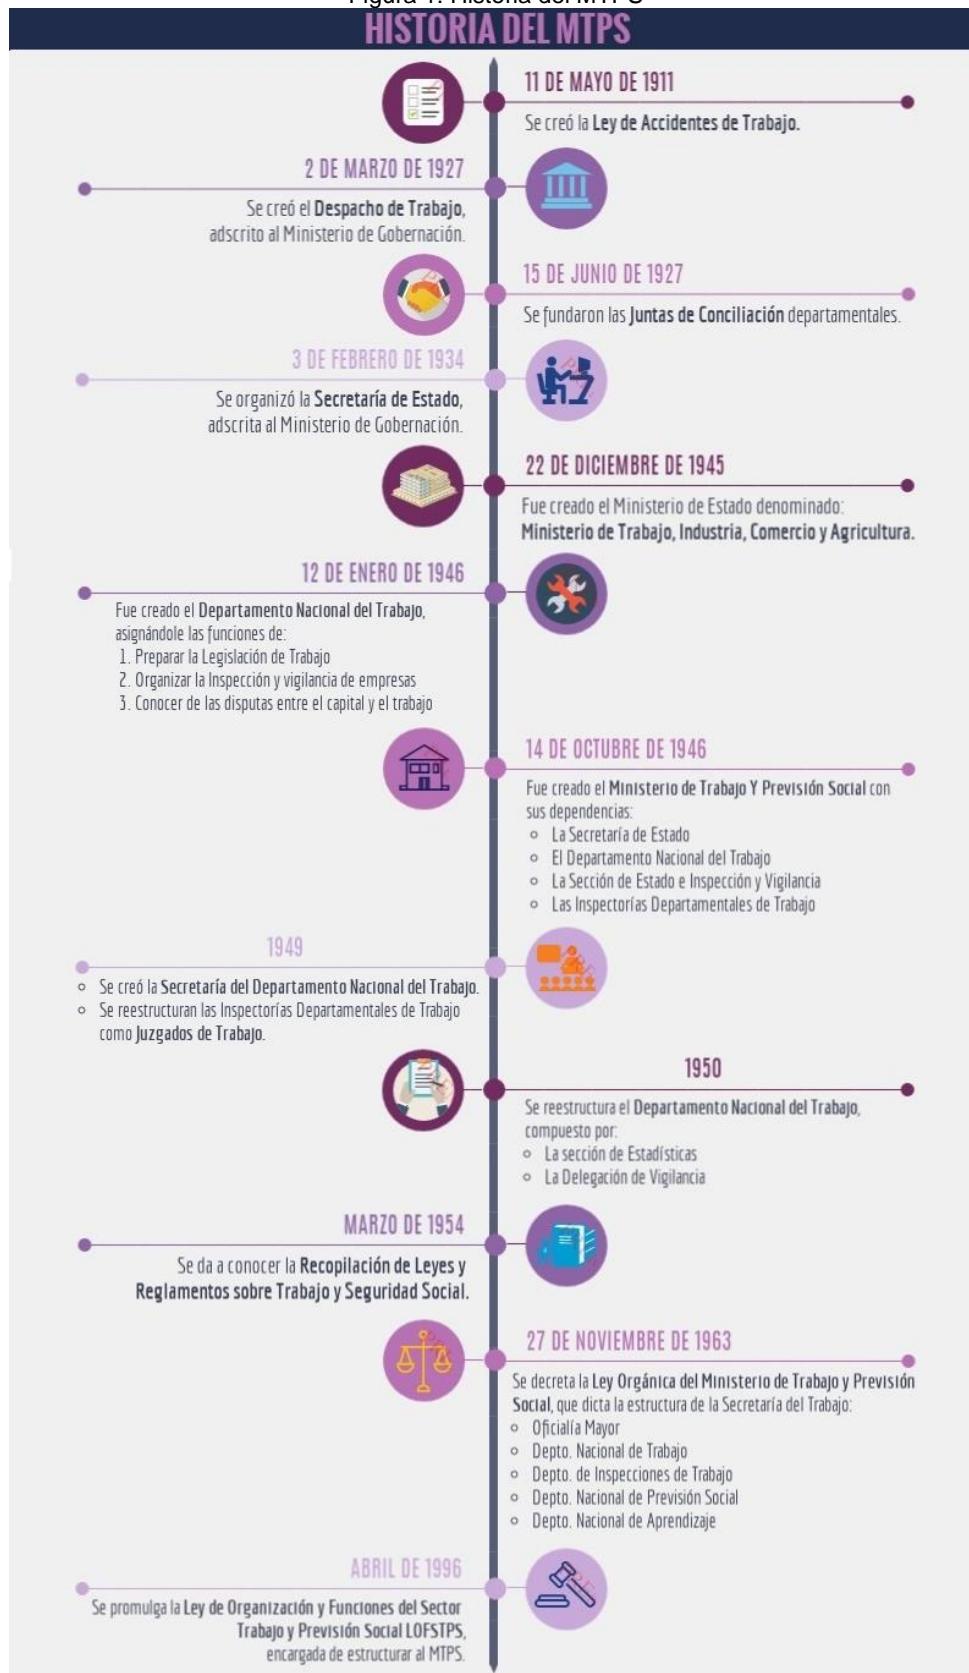 Figura 1. Historia del MTPS
HISTORIA DEL MTPS
11 DE MAYO DE 1911
Se creó la Ley de Accidentes de Trabajo.
2 DE MARZO DE 1927
Se creó el Despacho de Trabajo,
adscrito al Ministerio de Gobernación.
15 DE JUNIO DE 1927
Se fundaron las Juntas de Conciliación departamentales.
3 DE FEBRERO DE 1934
Se organizó la Secretaría de Estado,
adscrita al Ministerio de Gobernación.
22 DE DICIEMBRE DE 1945
Fue creado el Ministerio de Estado denominado:
Ministerio de Trabajo, Industria, Comercio y Agricultura.
12 DE ENERO DE 1946
Fue creado el Departamento Nacional del Trabajo,
asignándole las funciones de:
1. Preparar la Legislación de Trabajo
2. Organizar la Inspección y vigilancia de empresas
3. Conocer de las disputas entre el capital y el trabajo
14 DE OCTUBRE DE 1946
Fue creado el Ministerio de Trabajo Y Previsión Social con
sus dependencias:
La Secretaría de Estado
El Departamento Nacional del Trabajo
La Sección de Estado e Inspección y Vigilancia
Las Inspectorías Departamentales de Trabajo
1949
Se creó la Secretaría del Departamento Nacional del Trabajo.
Se reestructuran las Inspectorías Departamentales de Trabajo
como Juzgados de Trabajo.
1950
Se reestructura el Departamento Nacional del Trabajo,
compuesto por:
La sección de Estadísticas
La Delegación de Vigilancia
MARZO DE 1954
Se da a conocer la Recopilación de Leyes y
Reglamentos sobre Trabajo y Seguridad Social.
27 DE NOVIEMBRE DE 1963
Se decreta la Ley Orgánica del Ministerio de Trabajo y Previsión
Social, que dicta la estructura de la Secretaría del Trabajo:
Oficialía Mayor
Depto. Nacional de Trabajo
Depto. de Inspecciones de Trabajo
Depto. Nacional de Previsión Social
Depto. Nacional de Aprendizaje
ABRIL DE 1996
Se promulga la Ley de Organización y Funciones del Sector
Trabajo y Previsión Social LOFSTPS,
encargada de estructurar al MTPS.